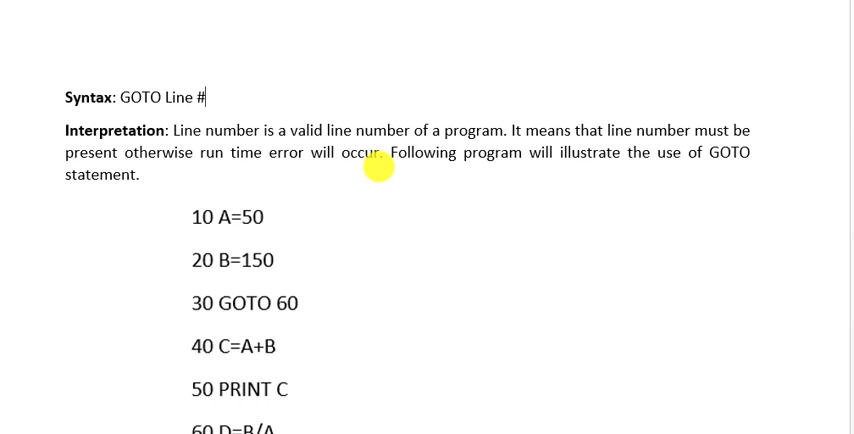 Syntax: GOTO Line #
Interpretation: Line number is a valid line number of a program. It means that line number must be
present otherwise run time error will occur. Following program will illustrate the use of GOTO
statement.
10 A=50
20 B=150
30 GOTO 60
40 C=A+B
50 PRINT C
60 D=B/A